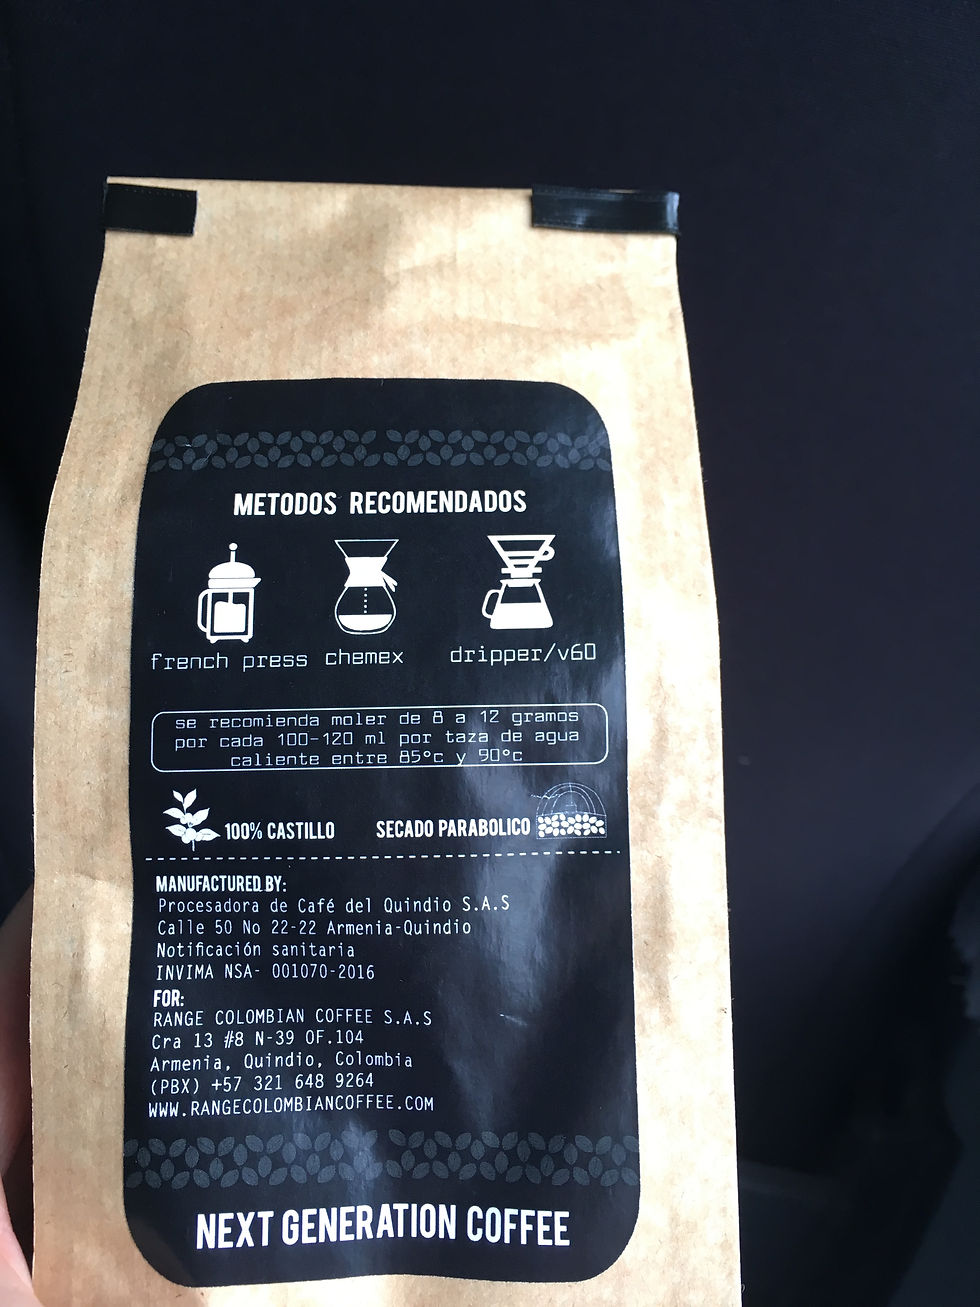 METODOS RECOMENDADOS
french press chemex dripper/v60
se recomienda moler de 8 a 12 gramos
por cada 100-120 ml por taza de agua
caliente entre 85°c y 90°c
100% CASTILLO SECADO PARABOLICO
MANUFACTURED BY:
Procesadora de Café del Quindio S.A.S
Calle 50 No 22-22 Armenia-Quindio
Notificación sanitaria
INVIMA NSA- 001070-2016
FOR:
RANGE COLOMBIAN COFFEE S.A.S
Cra 13 #8 N-39 OF.104
Armenia, Quindio, Colombia
(PBX) +57 321 648 9264
WWW.RANGECOLOMBIANCOFFEE.COM
NEXT GENERATION COFFEE